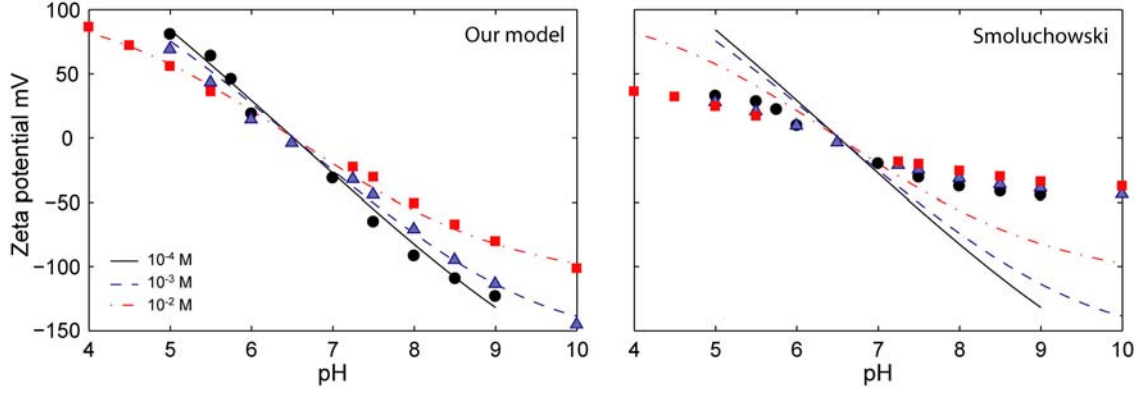 Zeta potential mV
100
50
0
−50
−100
−150
Our model
10-4 M
10-3 M
10-2 M
4 5 6 7 8 9 10
pH
Smoluchowski
4 5 6 7 8 9 10
pH